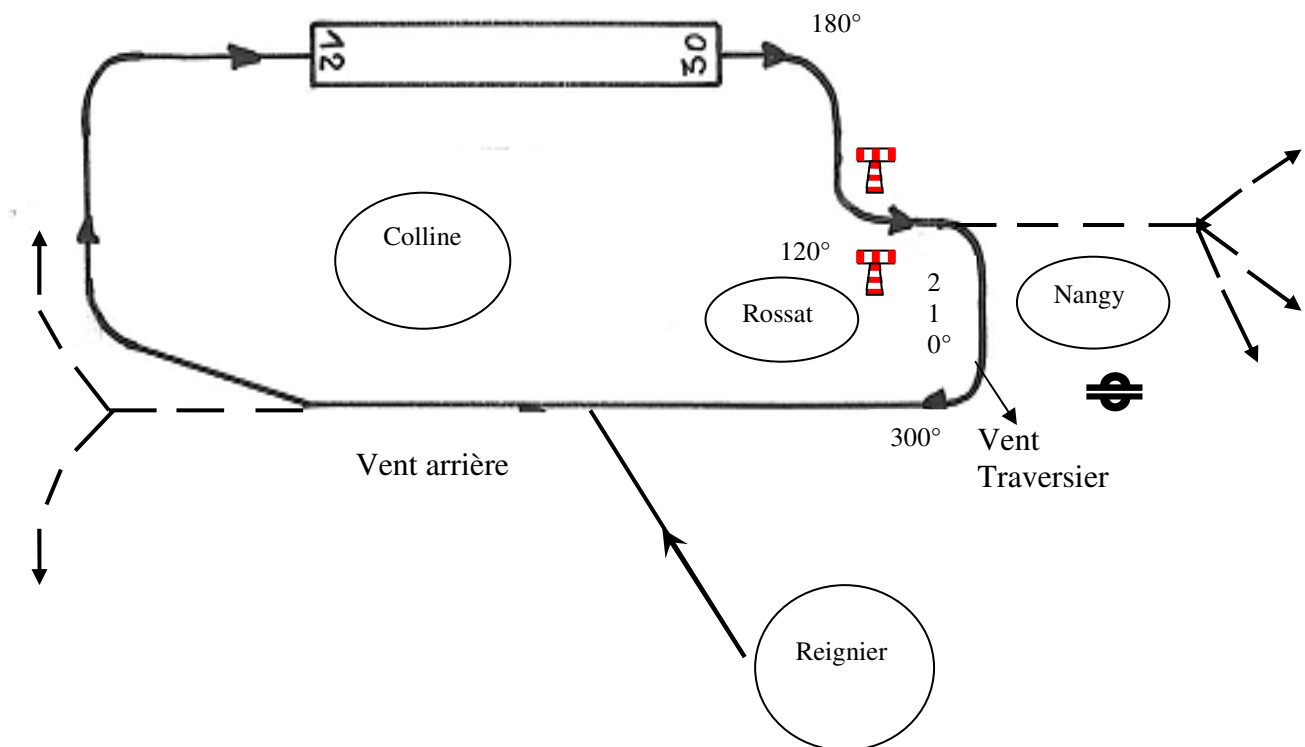 180°
12
30
Colline
120°
Rossat
2
1
0°
Nangy
300°
Vent
Traversier
Vent arrière
Reignier